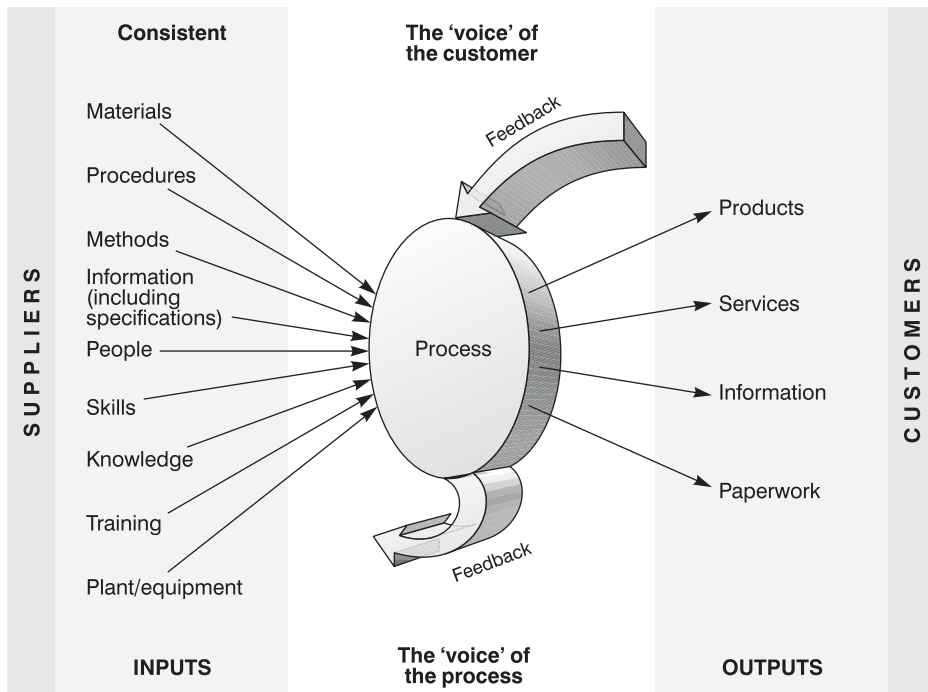 SUPPLIERS
Consistent
Materials
Procedures
Methods
Information
(including
specifications)
People
Skills
Knowledge
Training
Plant/equipment
INPUTS
The ‘voice’ of
the customer
Feedback
Process
Feedback
The ‘voice’ of
the process
Products
Services
Information
Paperwork
OUTPUTS
CUSTOMERS